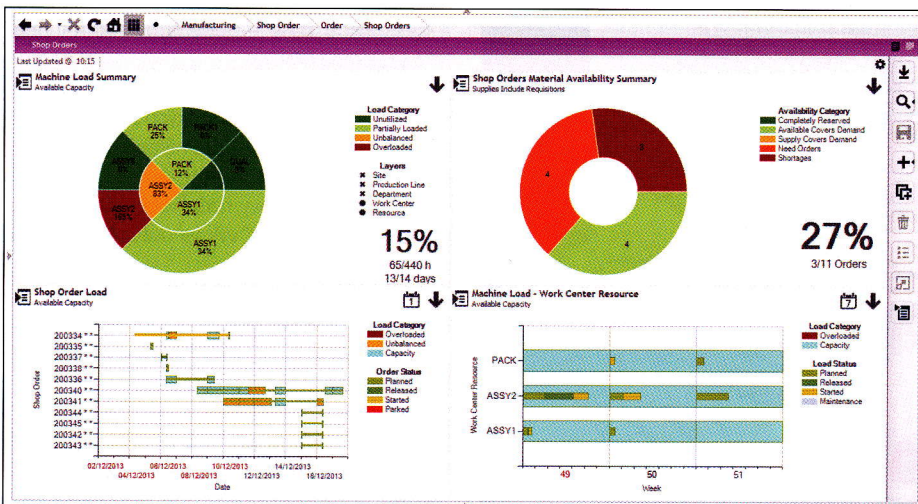 Manufacturing Shop Order Order Shop Orders
Shop Orders
Last Updated @ 10:15
Machine Load Summary
Available Capacity
PACK
25%
PACK
12%
ASSY2
83%
ASSY1
34%
ASSY1
34%
ASSY2
Load Category
Unutilized
Partially Loaded
Unbalanced
Overloaded
Layers
Site
Production Line
Department
Work Center
Resource
15%
65/440 h
13/14 days
Shop Orders Material Availability Summary
Supplies Include Requisitions
4
3
4
Availability Category
Completely Reserved
Available Covers Demand
Supply Covers Demand
Need Orders
Shortages
27%
3/11 Orders
Shop Order Load
Available Capacity
1
Shop Order
200334 **
200335 **
200337 **
200338 **
200336 **
200340 **
200341 **
200344 **
200345 **
200342 **
200343 **
02/12/2013 06/12/2013 10/12/2013 14/12/2013
04/12/2013 08/12/2013 12/12/2013 16/12/2013
Date
Load Category
Overloaded
Unbalanced
Capacity
Order Status
Planned
Released
Started
Parked
Machine Load - Work Center Resource
Available Capacity
7
Work Center Resource
PACK
ASSY2
ASSY1
49 50 51
Week
Load Category
Overloaded
Capacity
Load Status
Planned
Released
Started
Maintenance